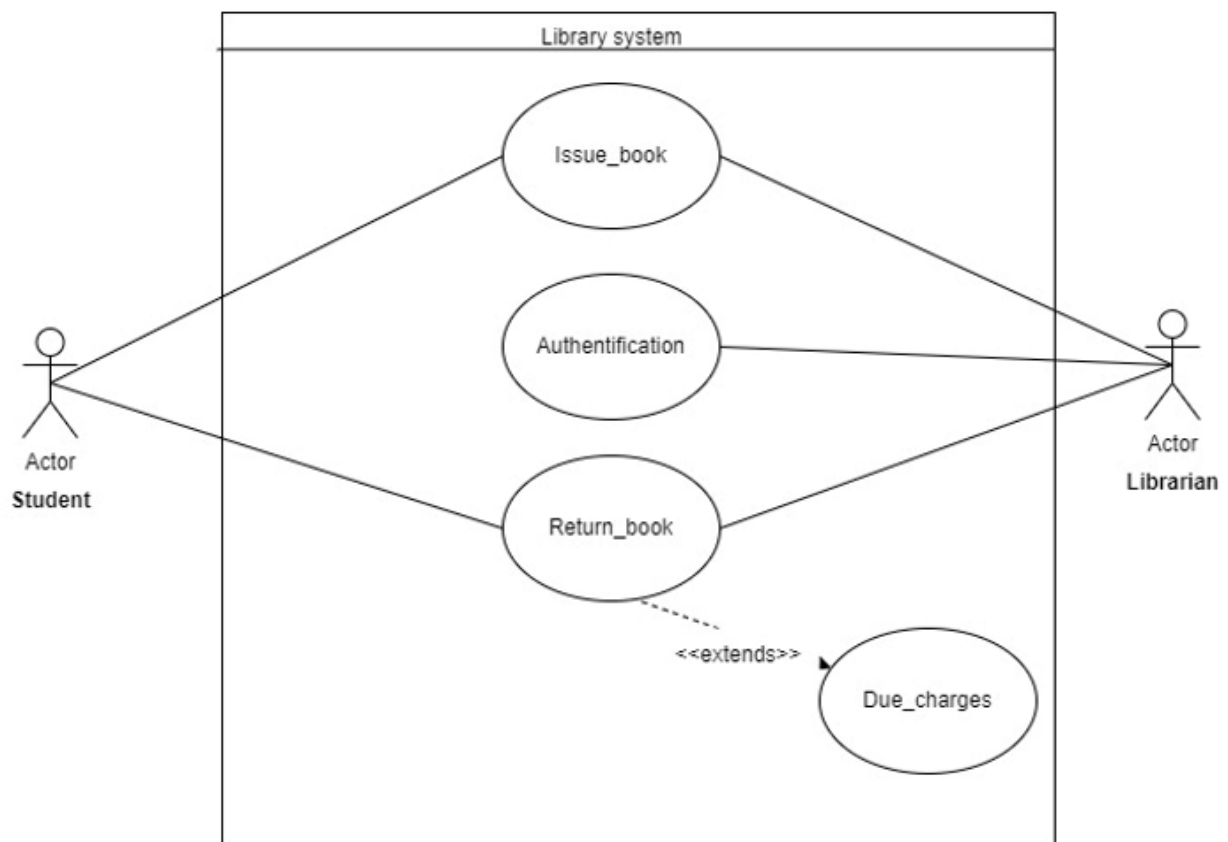 Library system
Issue_book
Authentification
Actor
Student
Actor
Librarian
Return_book
<<extends>>
Due_charges